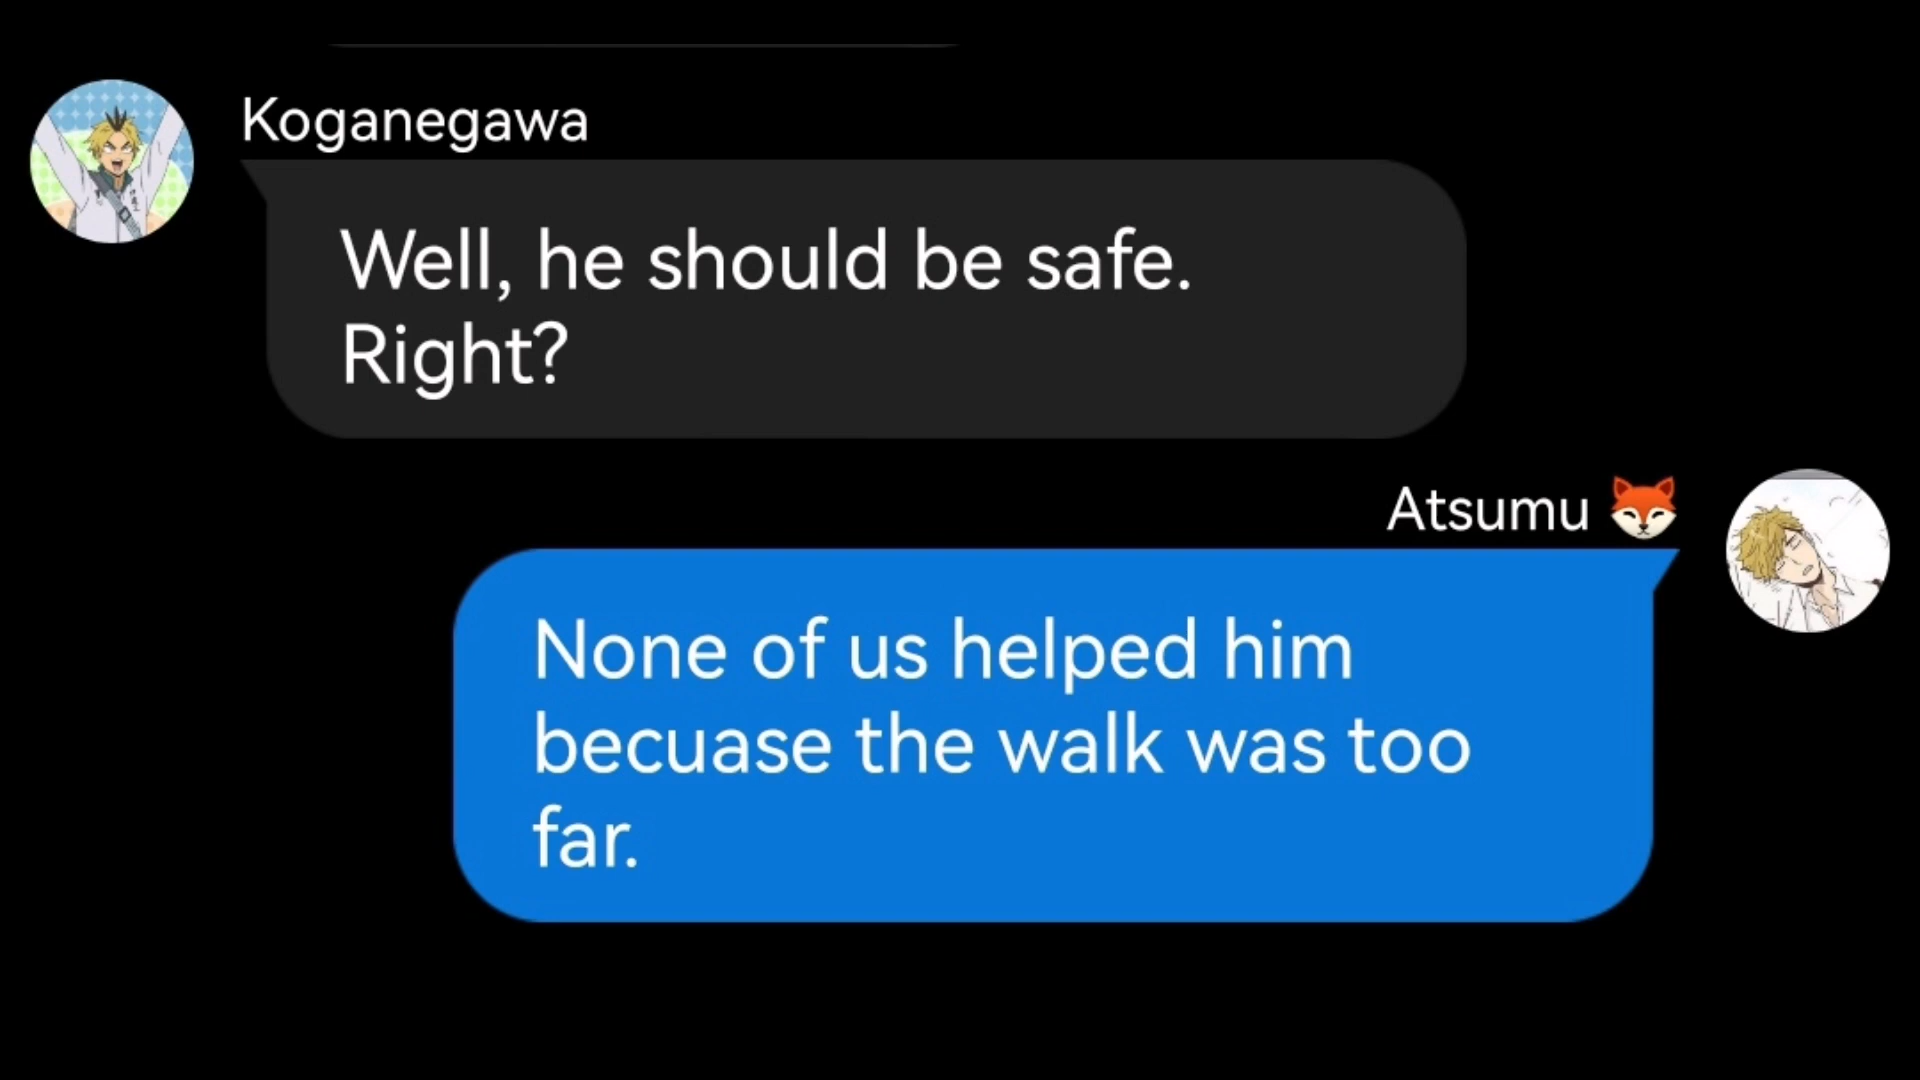 Koganegawa
Well, he should be safe.
Right?
Atsumu 🦊
None of us helped him
becuase the walk was too
far.